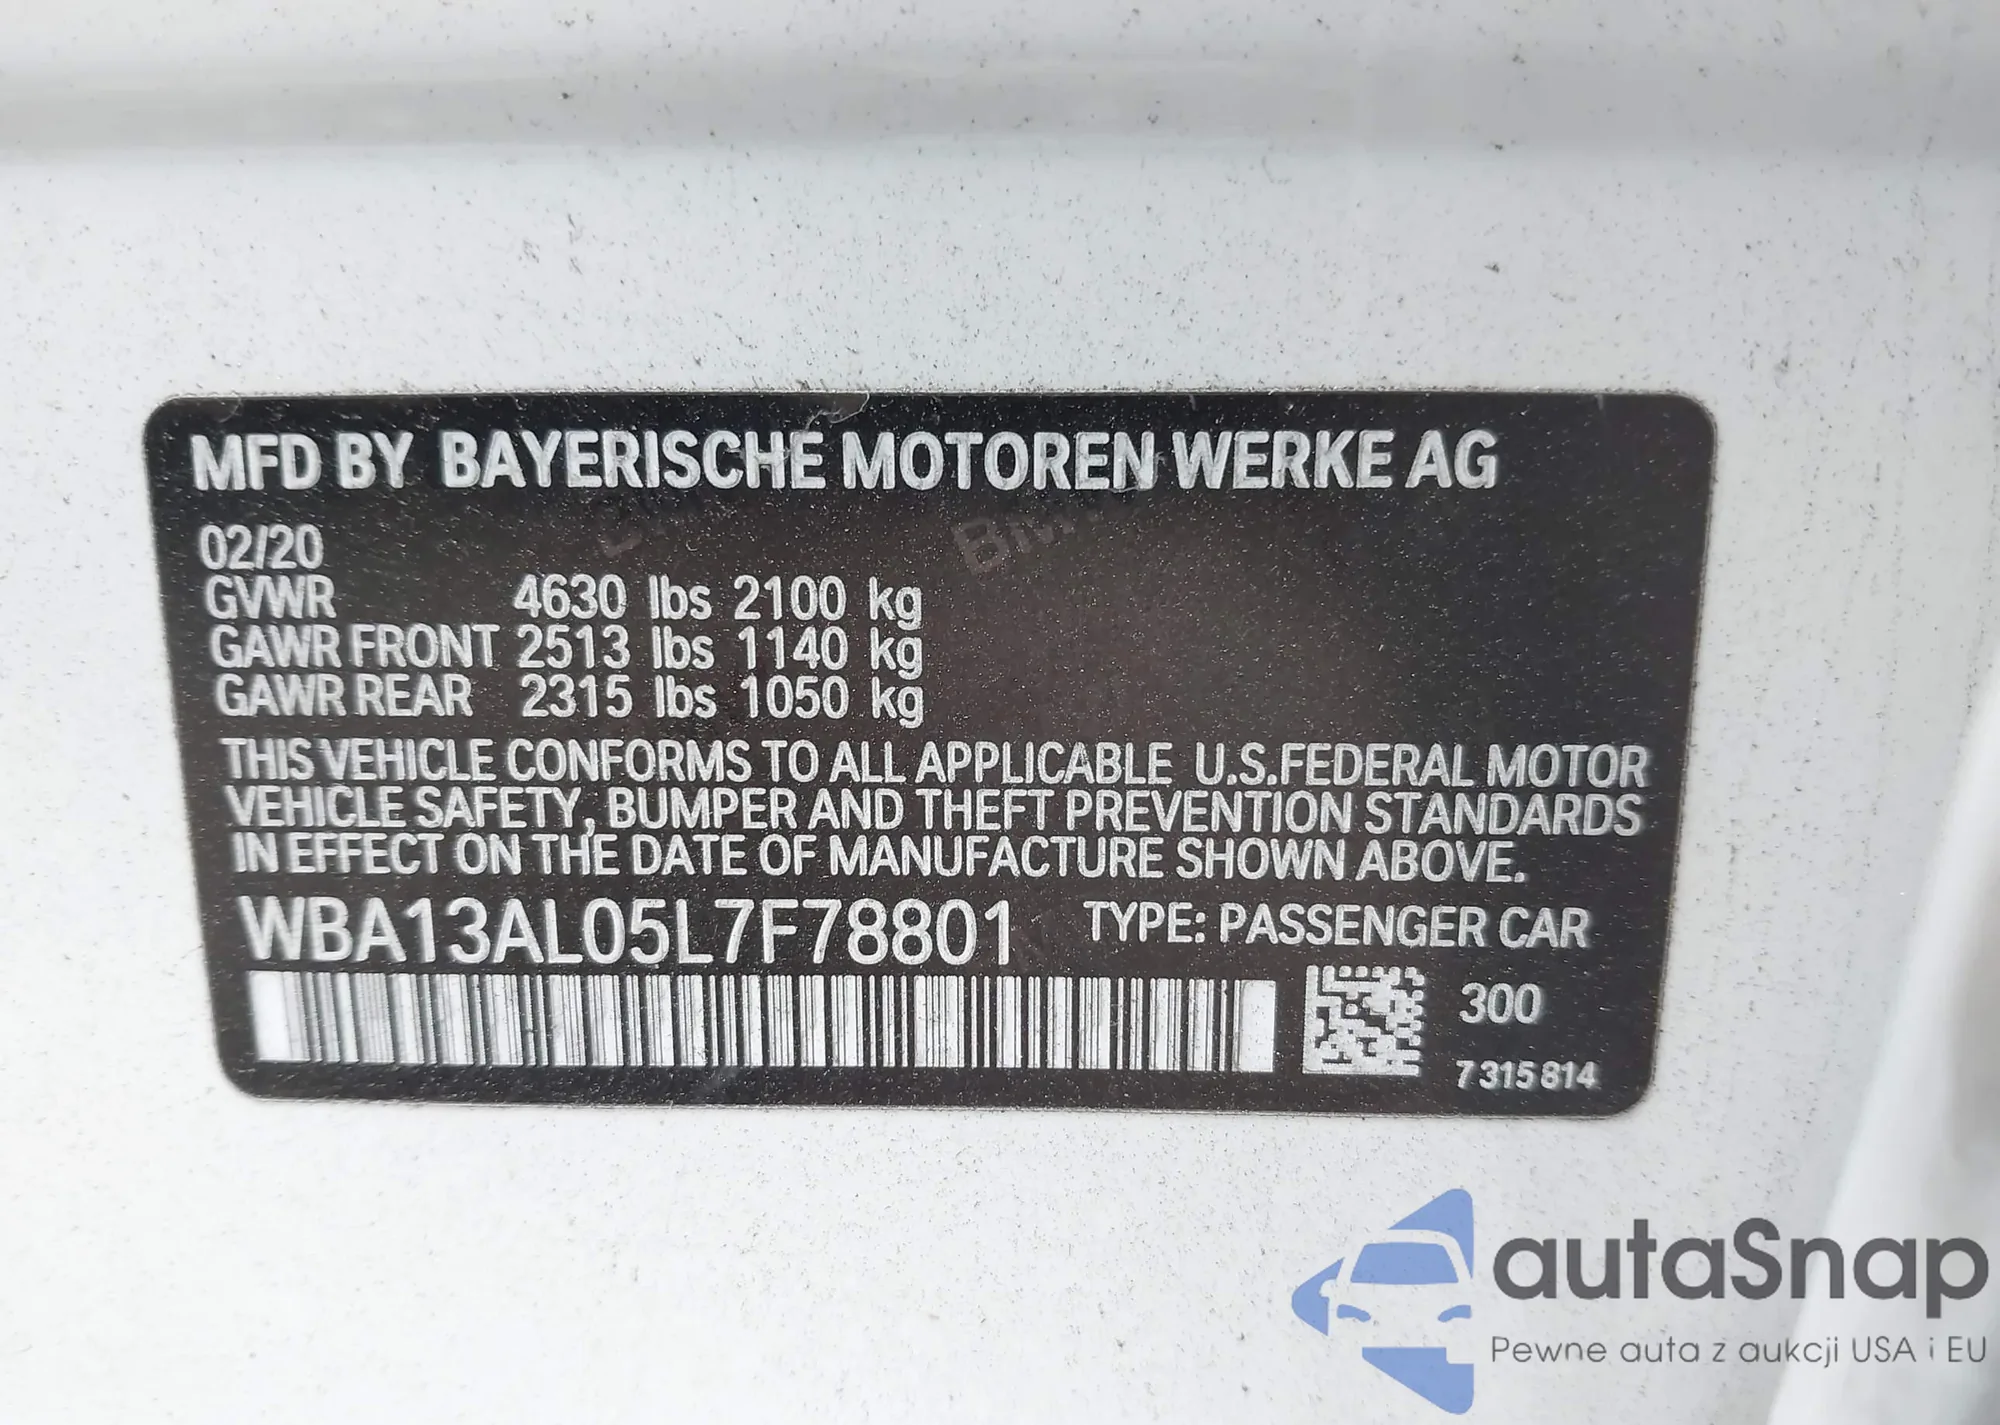 MFD BY BAYERISCHE MOTOREN WERKE AG
02/20
GVWR 4630 lbs 2100 kg
GAWR FRONT 2513 lbs 1140 kg
GAWR REAR 2315 lbs 1050 kg
THIS VEHICLE CONFORMS TO ALL APPLICABLE U.S.FEDERAL MOTOR
VEHICLE SAFETY, BUMPER AND THEFT PREVENTION STANDARDS
IN EFFECT ON THE DATE OF MANUFACTURE SHOWN ABOVE.
WBA13AL05L7F78801 TYPE: PASSENGER CAR
300
7315814
autaSnap
Pewne auta z aukcji USA i EU